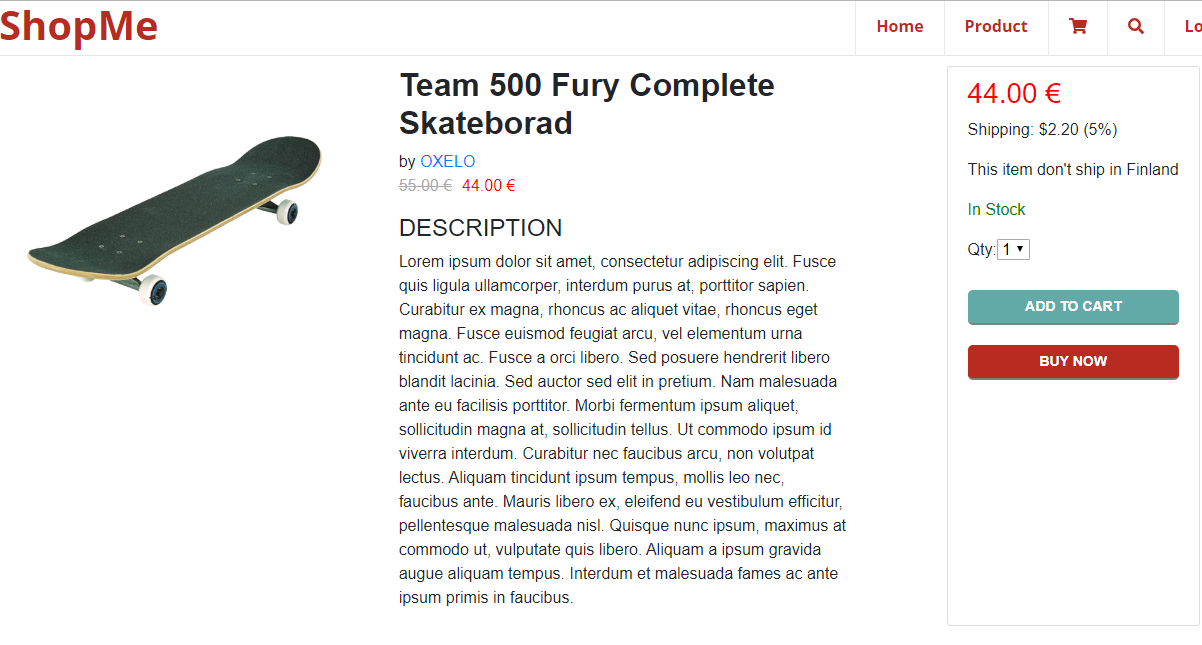 ShopMe
Home
Product
Lo
Team 500 Fury Complete
Skateborad
by OXELO
55.00 € 44.00 €
DESCRIPTION
Lorem ipsum dolor sit amet, consectetur adipiscing elit. Fusce
quis ligula ullamcorper, interdum purus at, porttitor sapien.
Curabitur ex magna, rhoncus ac aliquet vitae, rhoncus eget
magna. Fusce euismod feugiat arcu, vel elementum urna
tincidunt ac. Fusce a orci libero. Sed posuere hendrerit libero
blandit lacinia. Sed auctor sed elit in pretium. Nam malesuada
ante eu facilisis porttitor. Morbi fermentum ipsum aliquet,
sollicitudin magna at, sollicitudin tellus. Ut commodo ipsum id
viverra interdum. Curabitur nec faucibus arcu, non volutpat
lectus. Aliquam tincidunt ipsum tempus, mollis leo nec,
faucibus ante. Mauris libero ex, eleifend eu vestibulum efficitur,
pellentesque malesuada nisl. Quisque nunc ipsum, maximus at
commodo ut, vulputate quis libero. Aliquam a ipsum gravida
augue aliquam tempus. Interdum et malesuada fames ac ante
ipsum primis in faucibus.
44.00 €
Shipping: $2.20 (5%)
This item don't ship in Finland
In Stock
Qty: 1
ADD TO CART
BUY NOW